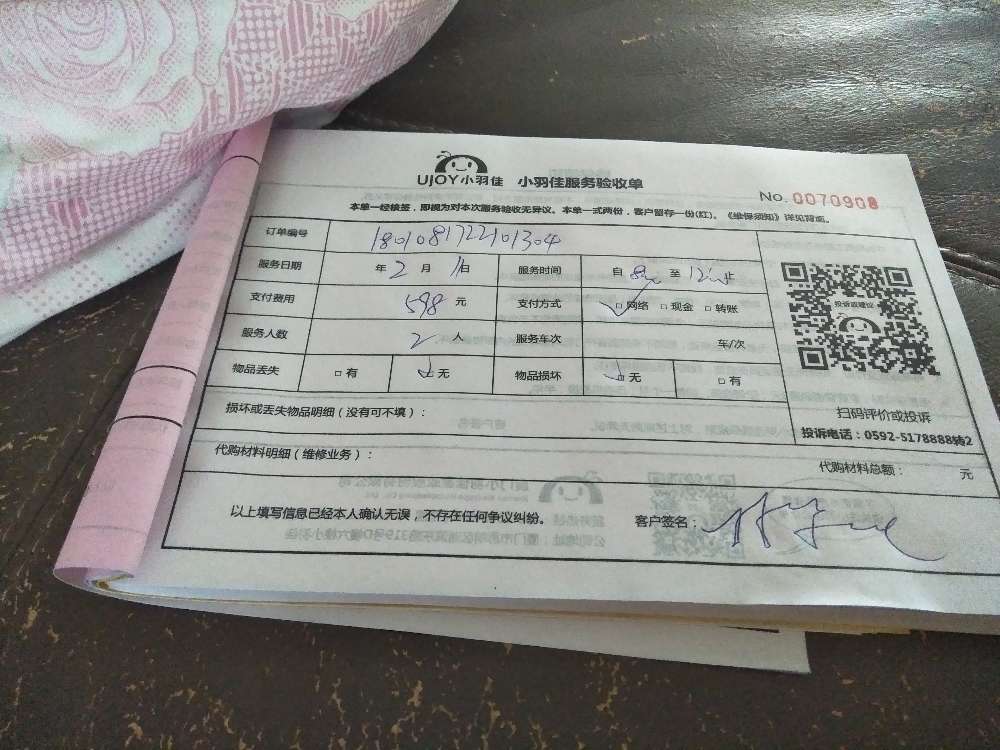 UJOY小羽佳 小羽佳服务验收单
No. 0070908
本单一经核签，即视为对本次服务验收无异议。本单一式两份，客户留存一份(红)。《维保须知》详见背面。
订单编号 1801081722101304
服务日期 年 2 月 11 日 服务时间 自 8 至 12 止
支付费用 598 元 支付方式 □网络 □现金 □转账
服务人数 2 人 服务车次 车/次
物品丢失 □有 □无 物品损坏 □无 □有
投诉或建议
扫码评价或投诉
投诉电话：0592-5178888转2
损坏或丢失物品明细（没有可不填）：
代购材料明细（维修业务）：
代购材料总额： 元
以上填写信息已经本人确认无误，不存在任何争议纠纷。 客户签名：